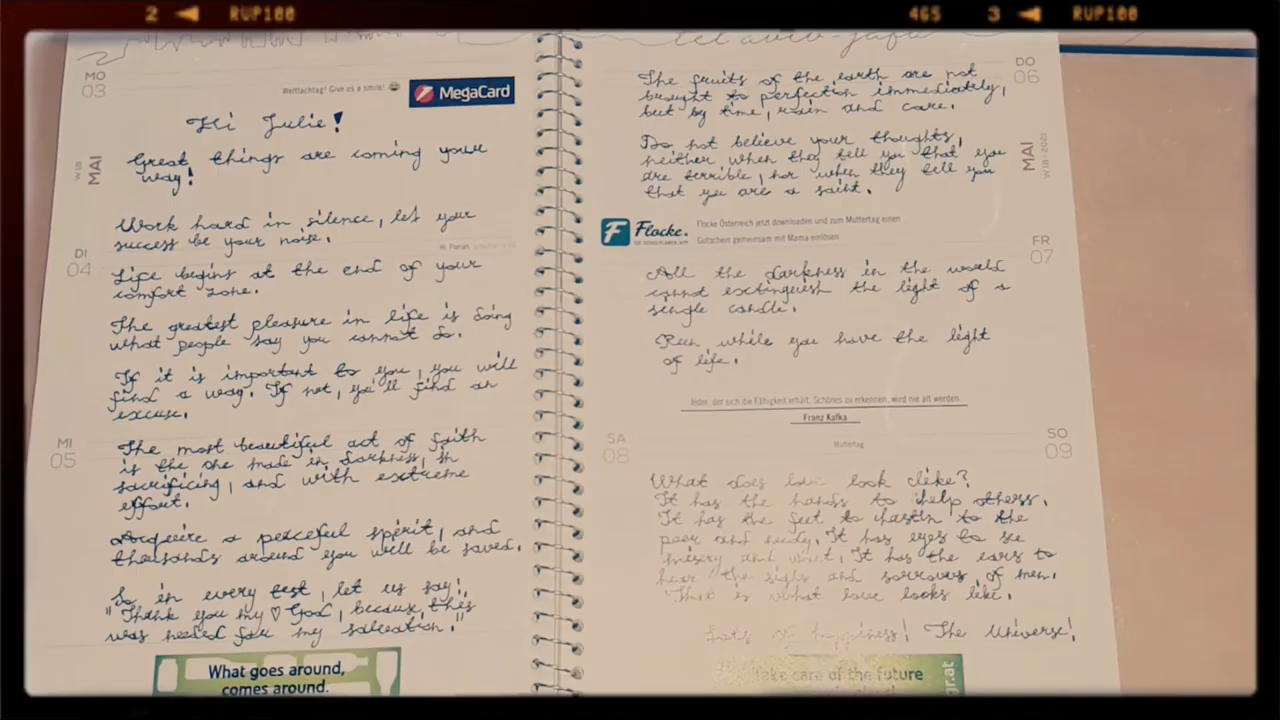 2 ◄ RVP100
465 3 ◄ RVP100
MO
03
Weltlachtag! Give us a smile! 😄
MegaCard
Hi Julie!
W 18
MAI
Great things are coming your
way!
Work hard in silence, let your
success be your noise.
DI
04
Hl. Florian,
Life begins at the end of your
comfort zone.
The greatest pleasure in life is doing
what people say you cannot do.
If it is important to you, you will
find a way. If not, you'll find an
excuse.
MI
05
The most beautiful act of faith
is the one made in darkness, in
sacrificing, and with extreme
effort.
Acquire a peaceful spirit, and
thousands around you will be saved.
So in every test, let us say:
"Thank you my ♡ God, because this
was needed for my salvation."
What goes around,
comes around.
DO
06
The fruits of the earth are not
brought to perfection immediately,
but by time, rain and care.
MAI
W 18 - 2021
Do not believe your thoughts,
neither when they tell you that you
are terrible, nor when they tell you
that you are a saint.
F Flocke.
Flocke Österreich jetzt downloaden und zum Muttertag einen
Gutschein gemeinsam mit Mama einlösen
FR
07
All the darkness in the world
cannot extinguish the light of a
single candle.
Run while you have the light
of life.
Jeder, der sich die Fähigkeit erhält, Schönes zu erkennen, wird nie alt werden.
Franz Kafka
SA
08
Muttertag
SO
09
What does love look like?
It has the hands to help others.
It has the feet to hasten to the
poor and needy. It has eyes to see
misery and want. It has the ears to
hear the sighs and sorrows of men.
That is what love looks like.
Lots of happiness! The Universe!
Take care of the future
gr.at